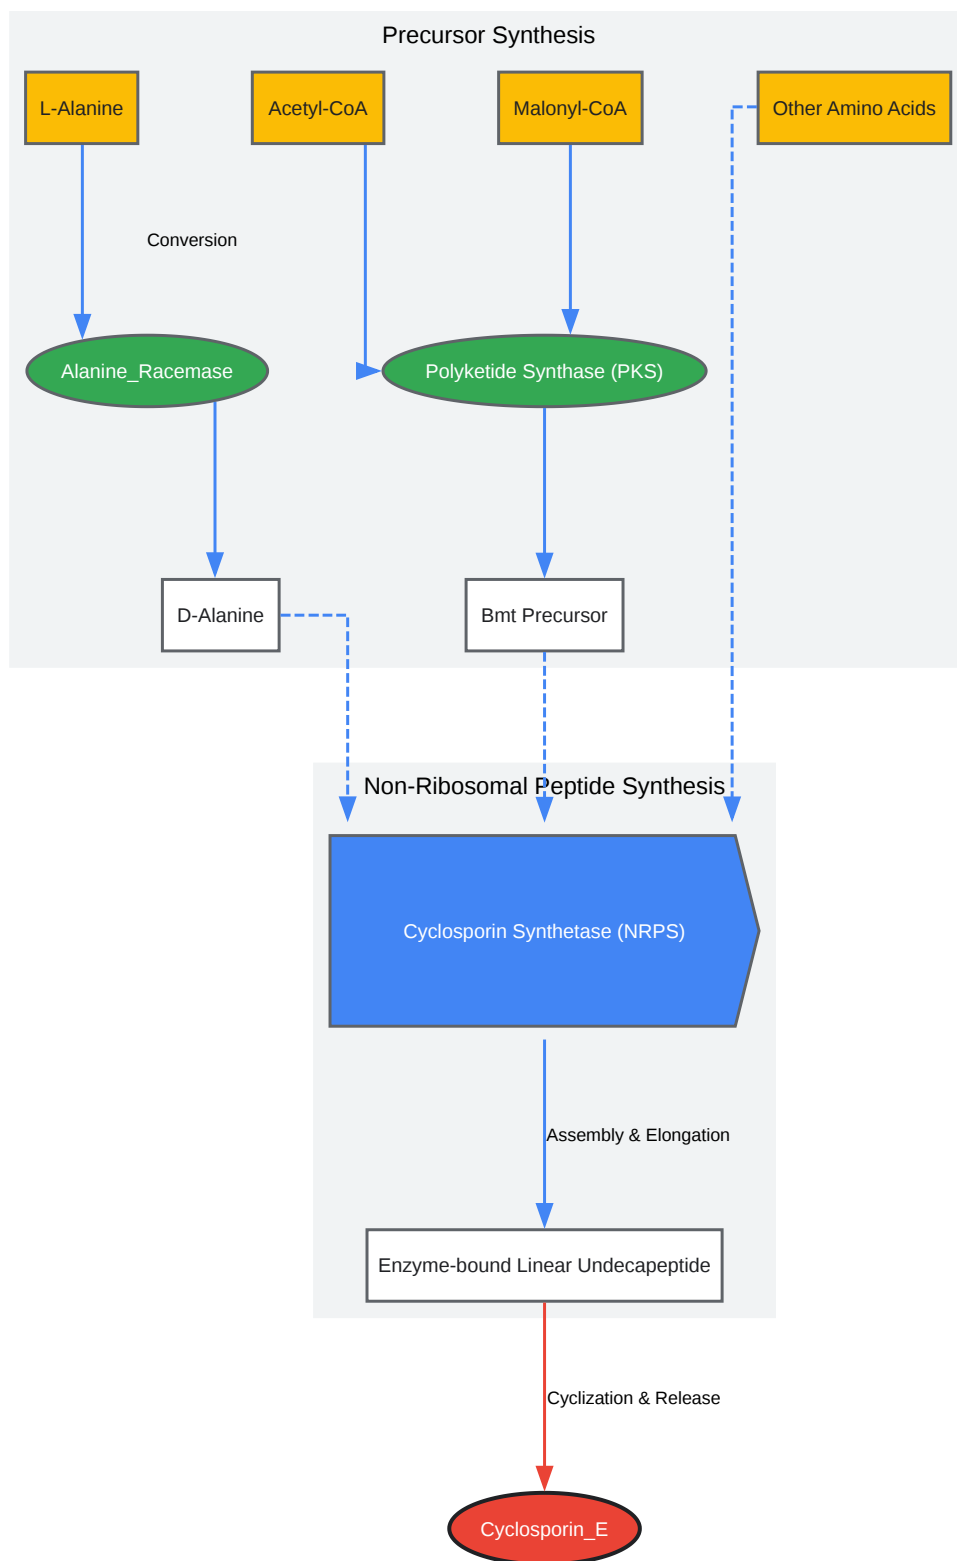 Precursor Synthesis
L-Alanine
Acetyl-CoA
Malonyl-CoA
Other Amino Acids
Conversion
Alanine_Racemase
Polyketide Synthase (PKS)
D-Alanine
Bmt Precursor
Non-Ribosomal Peptide Synthesis
Cyclosporin Synthetase (NRPS)
Assembly & Elongation
Enzyme-bound Linear Undecapeptide
Cyclization & Release
Cyclosporin_E